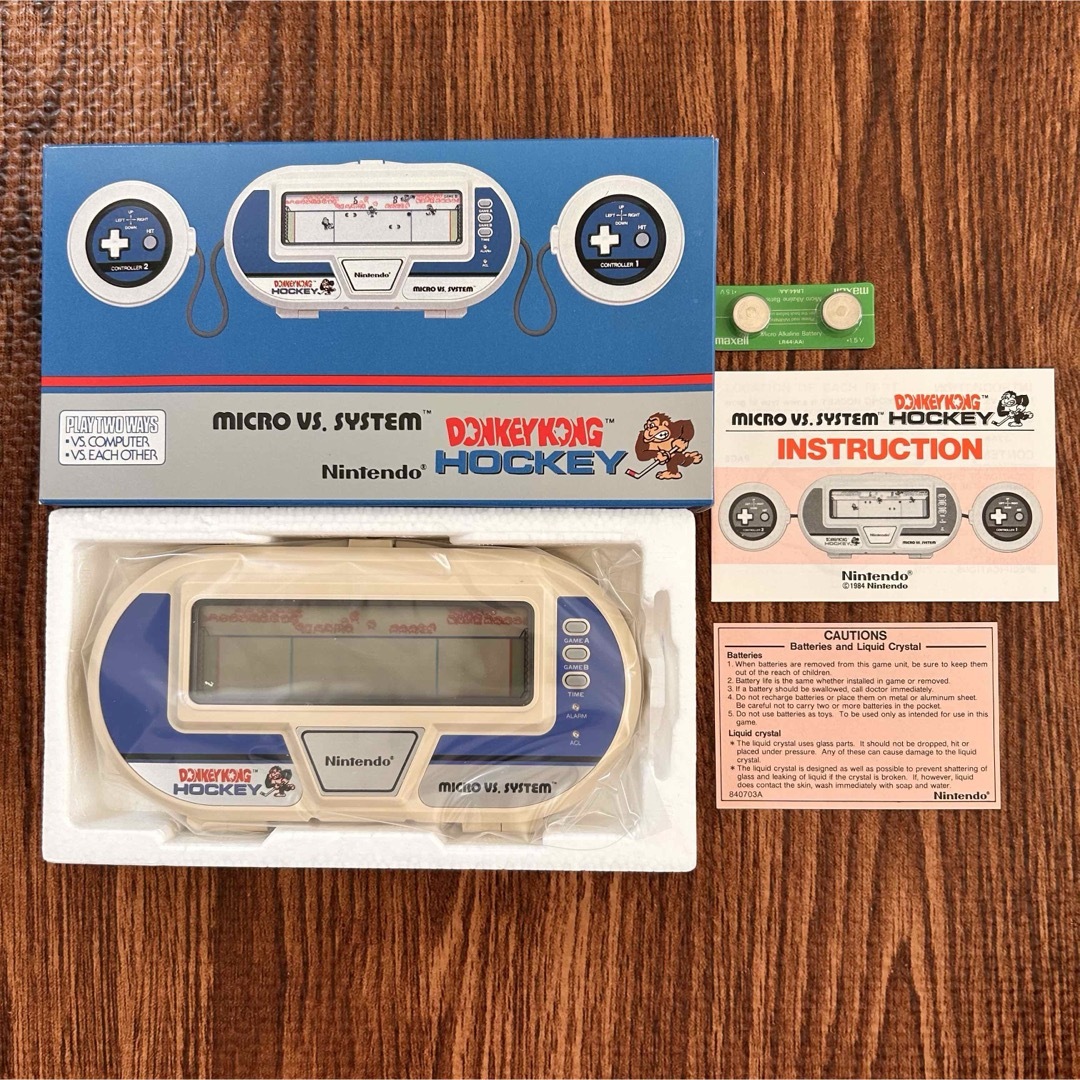 UP
LEFT RIGHT
DOWN
HIT
CONTROLLER 2
GAME A
GAME B
TIME
ALARM
ACL
Nintendo®
DONKEY KONG™
HOCKEY
MICRO VS. SYSTEM™
UP
LEFT RIGHT
DOWN
HIT
CONTROLLER 1
PLAY TWO WAYS
• VS. COMPUTER
• VS. EACH OTHER
MICRO VS. SYSTEM™
DONKEY KONG™
HOCKEY
Nintendo®
maxell
Micro Alkaline Battery
LR44(AA)
+1.5V
MICRO VS. SYSTEM™ DONKEY KONG™
HOCKEY
INSTRUCTION
Nintendo®
©1984 Nintendo
GAME A
GAME B
TIME
ALARM
ACL
Nintendo®
DONKEY KONG™
HOCKEY
MICRO VS. SYSTEM™
CAUTIONS
Batteries and Liquid Crystal
Batteries
1. When batteries are removed from this game unit, be sure to keep them
out of the reach of children.
2. Battery life is the same whether installed in game or removed.
3. If a battery should be swallowed, call doctor immediately.
4. Do not recharge batteries or place them on metal or aluminum sheet.
Be careful not to carry two or more batteries in the pocket.
5. Do not use batteries as toys. To be used only as intended for use in this
game.
Liquid crystal
* The liquid crystal uses glass parts. It should not be dropped, hit or
placed under pressure. Any of these can cause damage to the liquid
crystal.
* The liquid crystal is designed as well as possible to prevent shattering of
glass and leaking of liquid if the crystal is broken. If, however, liquid
does contact the skin, wash immediately with soap and water.
840703A
Nintendo®